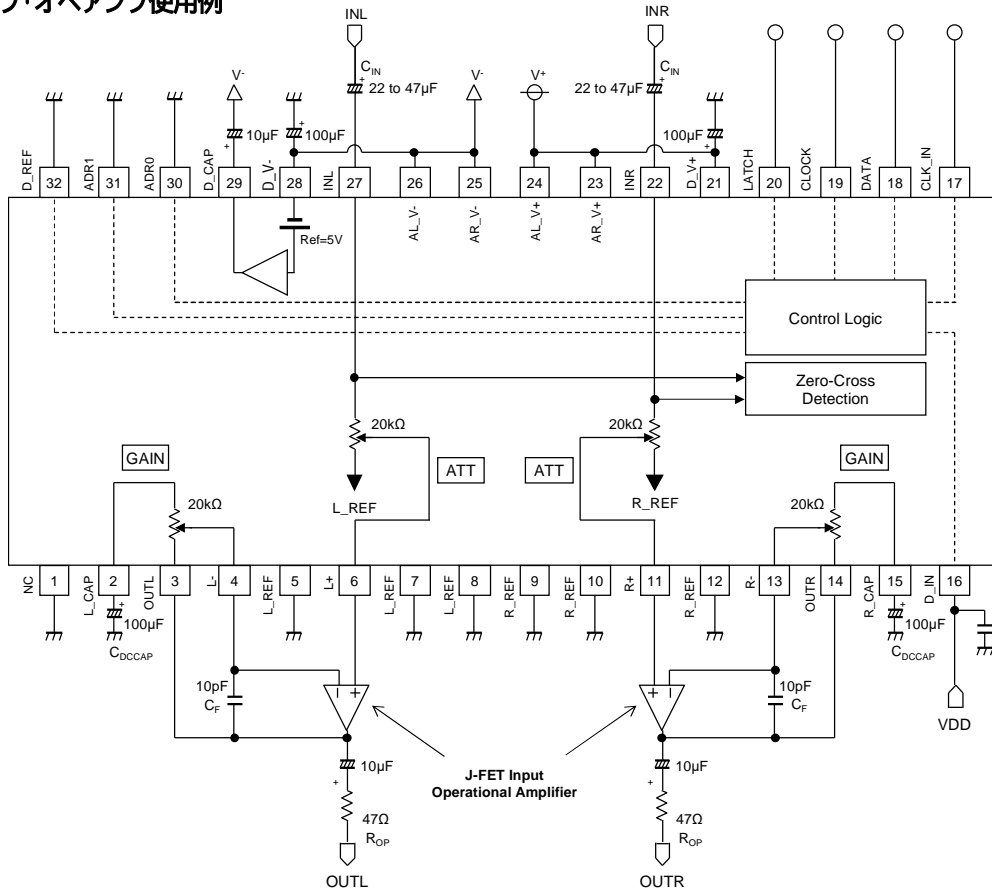 プ・オペアンプ使用例
INL
INR
V-
CIN
22 to 47µF
V-
V+
CIN
22 to 47µF
10µF
100µF
100µF
D_REF
ADR1
ADR0
D_CAP
D_V-
INL
INR
D_V+
LATCH
CLOCK
DATA
CLK_IN
32 31 30 29 28 27 26 25 24 23 22 21 20 19 18 17
AL_V-
AR_V-
AL_V+
AR_V+
Ref=5V
Control Logic
Zero-Cross
Detection
20kΩ
20kΩ
GAIN
ATT
ATT
GAIN
20kΩ
L_REF
R_REF
20kΩ
NC
L_CAP
OUTL
L-
L_REF
L+
L_REF
L_REF
R_REF
R_REF
R+
R_REF
R-
OUTR
R_CAP
D_IN
1 2 3 4 5 6 7 8 9 10 11 12 13 14 15 16
100µF
CDCCAP
100µF
CDCCAP
10pF
CF
10pF
CF
VDD
10µF
J-FET Input
Operational Amplifier
10µF
47Ω
ROP
47Ω
ROP
OUTL
OUTR